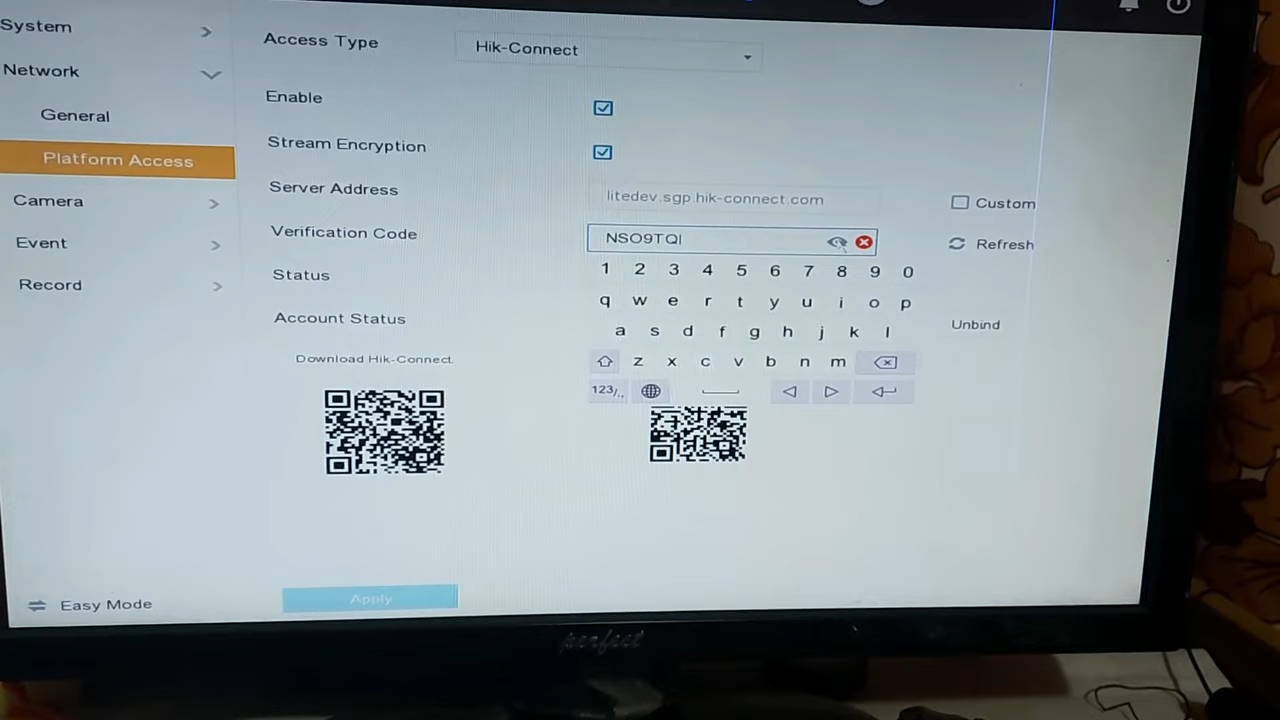 System
Network
General
Platform Access
Camera
Event
Record
Easy Mode
Access Type
Hik-Connect
Enable
Stream Encryption
Server Address
litedev.sgp.hik-connect.com
Custom
Verification Code
NSO9TQI
Refresh
Status
Account Status
Unbind
Download Hik-Connect.
1 2 3 4 5 6 7 8 9 0
q w e r t y u i o p
a s d f g h j k l
z x c v b n m
123/.,
Apply
perfect